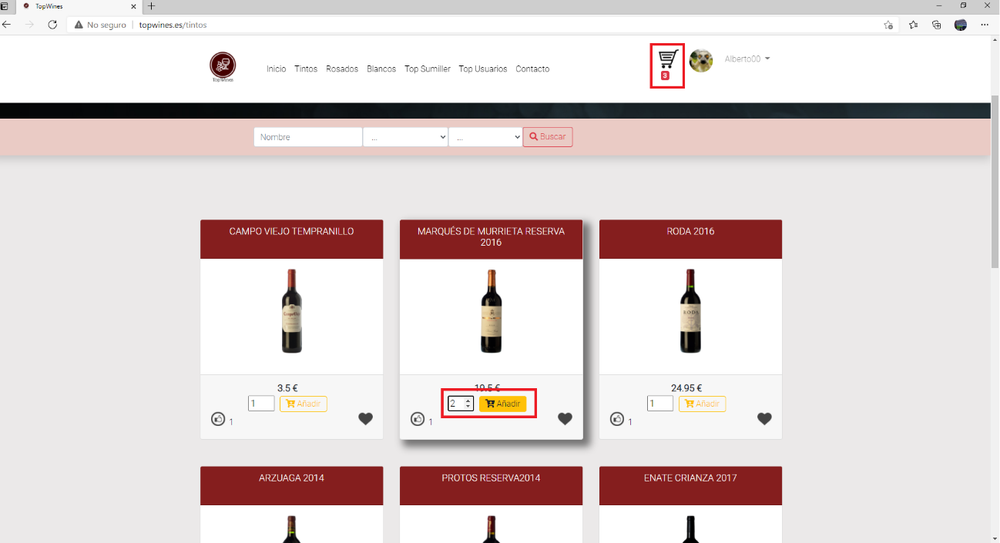 TopWines
No seguro
topwines.es/tintos
TopWines
Inicio Tintos Rosados Blancos Top Sumiller Top Usuarios Contacto
3
Alberto00
Nombre ... ... Buscar
CAMPO VIEJO TEMPRANILLO
3.5 €
1 Añadir
1
MARQUÉS DE MURRIETA RESERVA
2016
19.5 €
2 Añadir
1
RODA 2016
RODA
24.95 €
1 Añadir
1
ARZUAGA 2014
PROTOS RESERVA2014
ENATE CRIANZA 2017